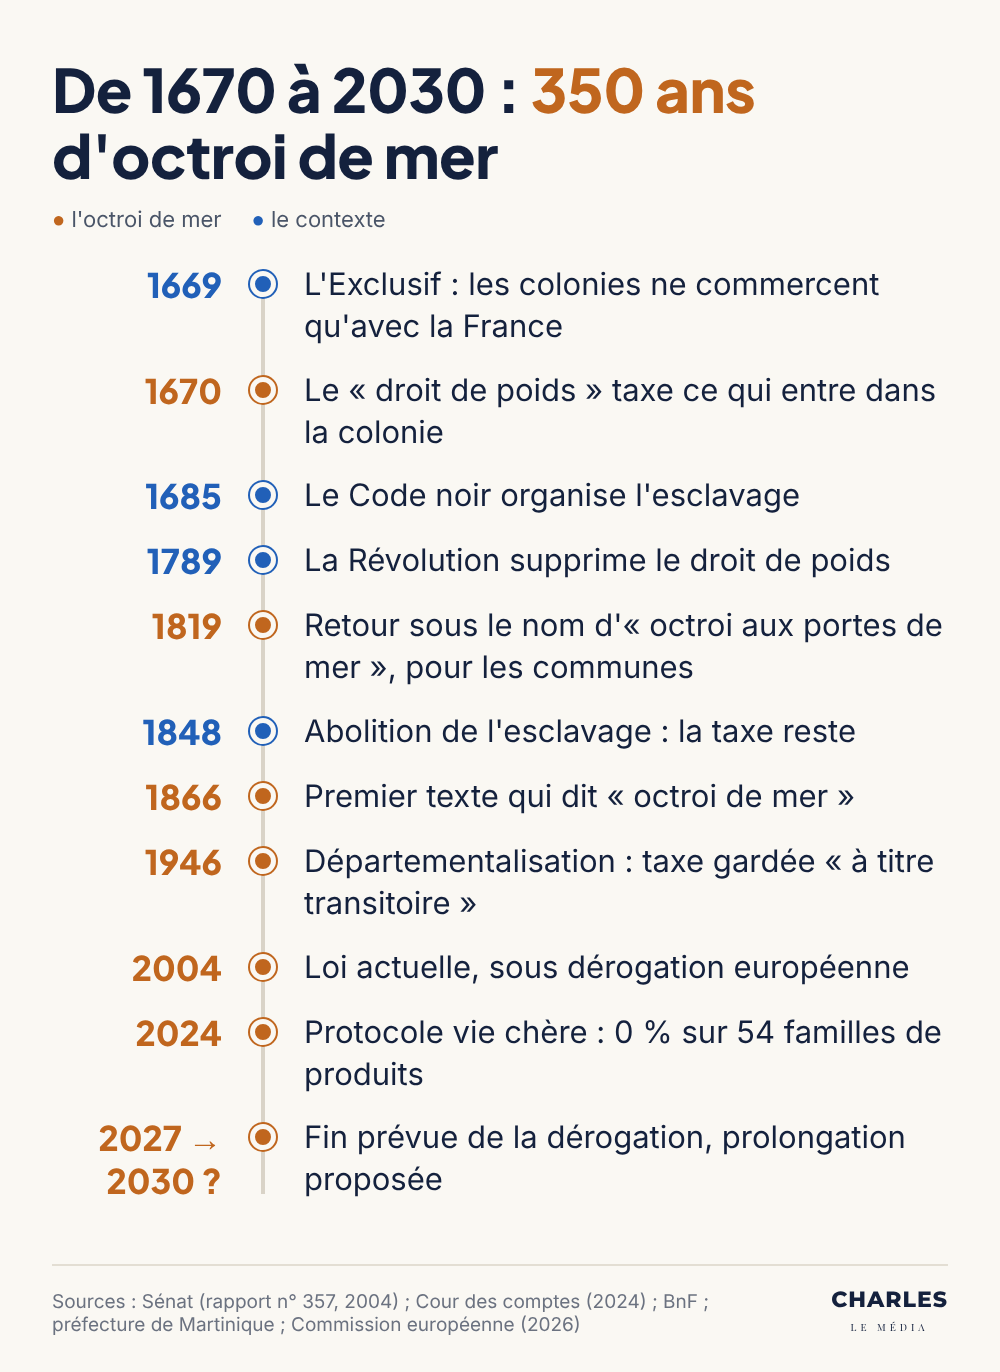 De 1670 à 2030 : 350 ans
d'octroi de mer
● l'octroi de mer ● le contexte
1669 L'Exclusif : les colonies ne commercent
qu'avec la France
1670 Le « droit de poids » taxe ce qui entre dans
la colonie
1685 Le Code noir organise l'esclavage
1789 La Révolution supprime le droit de poids
1819 Retour sous le nom d'« octroi aux portes de
mer », pour les communes
1848 Abolition de l'esclavage : la taxe reste
1866 Premier texte qui dit « octroi de mer »
1946 Départementalisation : taxe gardée « à titre
transitoire »
2004 Loi actuelle, sous dérogation européenne
2024 Protocole vie chère : 0 % sur 54 familles de
produits
2027 → Fin prévue de la dérogation, prolongation
2030 ? proposée
Sources : Sénat (rapport n° 357, 2004) ; Cour des comptes (2024) ; BnF ;
préfecture de Martinique ; Commission européenne (2026)
CHARLES
LE MÉDIA